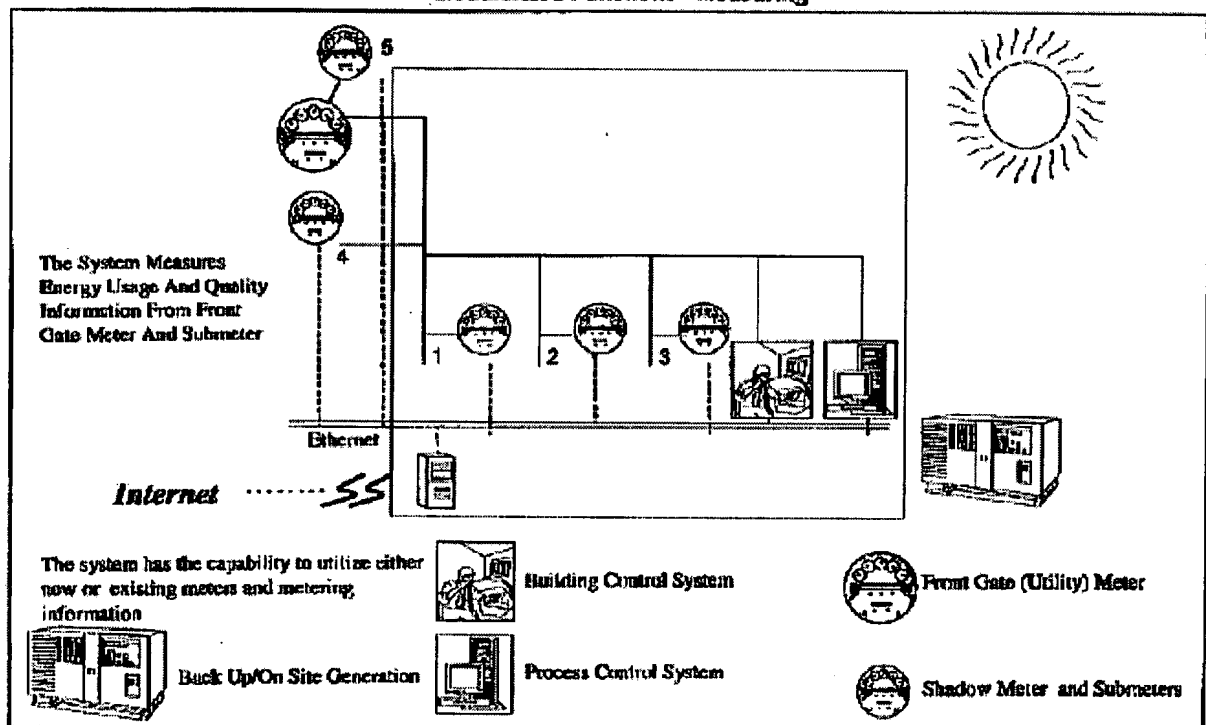 Measuring
5
4
The System Measures
Energy Usage And Quality
Information From Front
Gate Meter And Submeter
1
2
3
Ethernet
Internet
The system has the capability to utilize either
now or existing meters and metering
information
Building Control System
Front Gate (Utility) Meter
Back Up/On Site Generation
Process Control System
Shadow Meter and Submeters